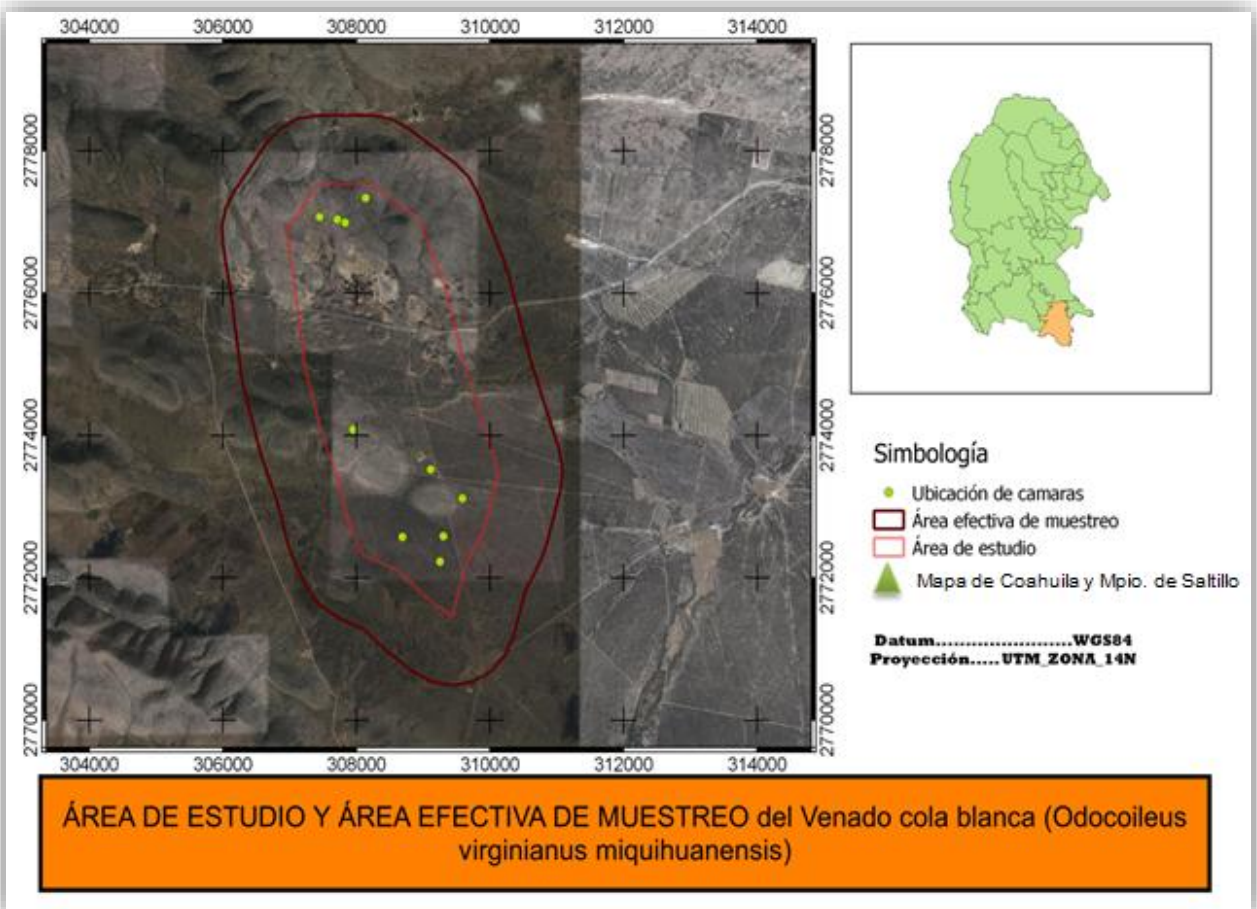 304000 306000 308000 310000 312000 314000
2778000 2778000
2776000 2776000
2774000 2774000
2772000 2772000
2770000 2770000
304000 306000 308000 310000 312000 314000
Simbología
Ubicación de camaras
Área efectiva de muestreo
Área de estudio
Mapa de Coahuila y Mpio. de Saltillo
Datum......................WGS84
Proyección.....UTM_ZONA_14N
ÁREA DE ESTUDIO Y ÁREA EFECTIVA DE MUESTREO del Venado cola blanca (Odocoileus
virginianus miquihuanensis)